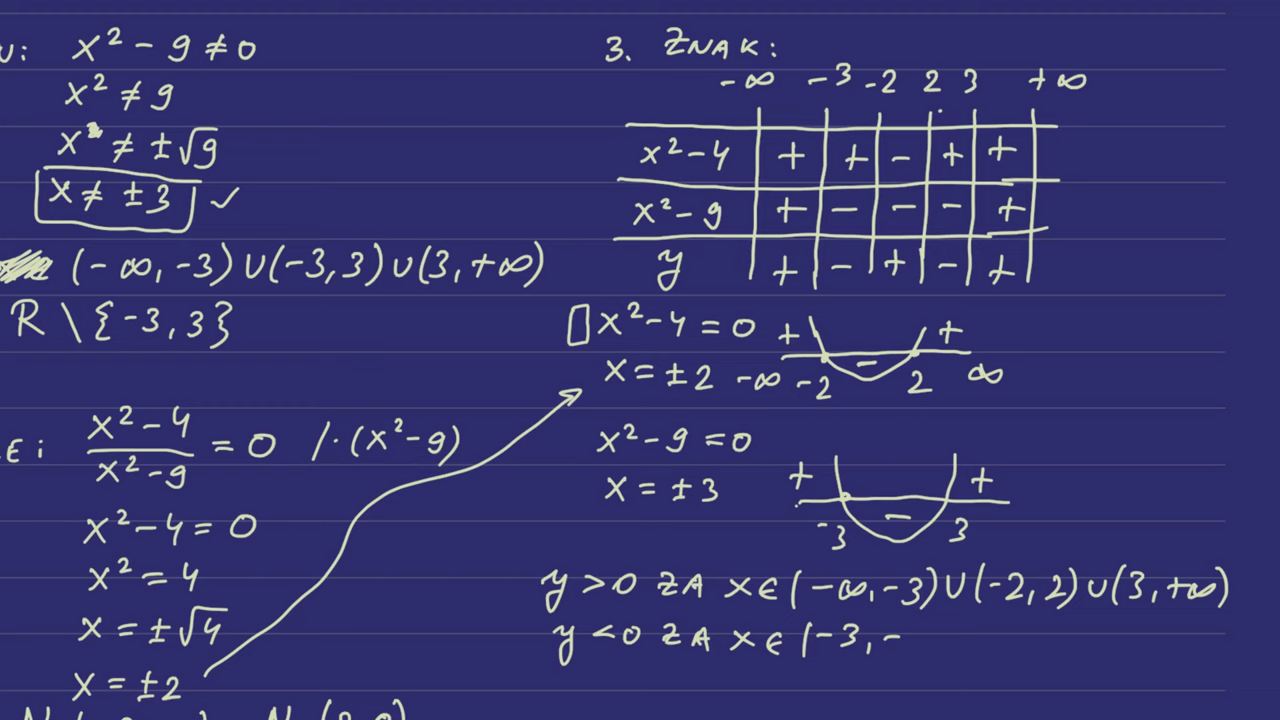 U: x² - 9 ≠ 0
x² ≠ 9
x ≠ ±√9
x ≠ ±3 ✓
(-∞, -3) ∪ (-3, 3) ∪ (3, +∞)
R \ {-3, 3}
E: (x² - 4)/(x² - 9) = 0 /·(x² - 9)
x² - 4 = 0
x² = 4
x = ±√4
x = ±2
3. ZNAK:
-∞ -3 -2 2 3 +∞
x² - 4 + + - + +
x² - 9 + - - - +
y + - + - +
x² - 4 = 0 + - +
x = ±2 -∞ -2 2 ∞
x² - 9 = 0
x = ±3 + - +
-3 3
y > 0 ZA x ∈ (-∞, -3) ∪ (-2, 2) ∪ (3, +∞)
y < 0 ZA x ∈ (-3, -